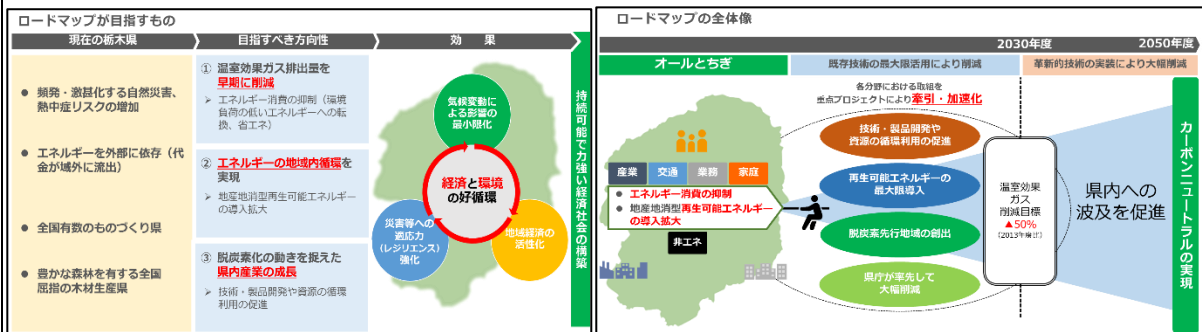 ロードマップが目指すもの
現在の栃木県
目指すべき方向性
効 果
● 頻発・激甚化する自然災害、
熱中症リスクの増加
● エネルギーを外部に依存（代
金が域外に流出）
● 全国有数のものづくり県
● 豊かな森林を有する全国
屈指の木材生産県
① 温室効果ガス排出量を
早期に削減
➢ エネルギー消費の抑制（環境
負荷の低いエネルギーへの転
換、省エネ）
② エネルギーの地域内循環を
実現
➢ 地産地消型再生可能エネルギー
の導入拡大
③ 脱炭素化の動きを捉えた
県内産業の成長
➢ 技術・製品開発や資源の循環
利用の促進
気候変動に
よる影響の
最小限化
経済と環境
の好循環
災害等への
適応力
（レジリエンス）
強化
地域経済の
活性化
持続可能で力強い経済社会の構築
ロードマップの全体像
2030年度
2050年度
オールとちぎ
既存技術の最大限活用により削減
革新的技術の実装により大幅削減
各分野における取組を
重点プロジェクトにより牽引・加速化
産業
交通
業務
家庭
● エネルギー消費の抑制
● 地産地消型再生可能エネルギー
の導入拡大
非エネ
技術・製品開発や
資源の循環利用の促進
再生可能エネルギーの
最大限導入
脱炭素先行地域の創出
県庁が率先して
大幅削減
温室効果
ガス
削減目標
▲50%
（2013年度比）
県内への
波及を促進
カーボンニュートラルの実現